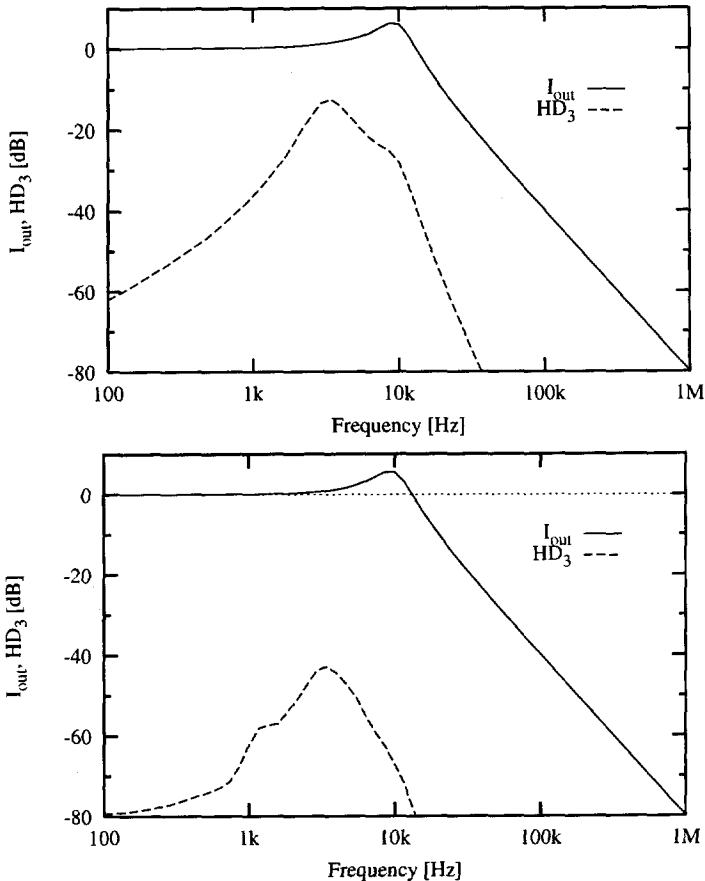 0
-20
-40
-60
-80
I_out, HD_3 [dB]
I_out
HD_3
100
1k
10k
100k
1M
Frequency [Hz]
0
-20
-40
-60
-80
I_out, HD_3 [dB]
I_out
HD_3
100
1k
10k
100k
1M
Frequency [Hz]